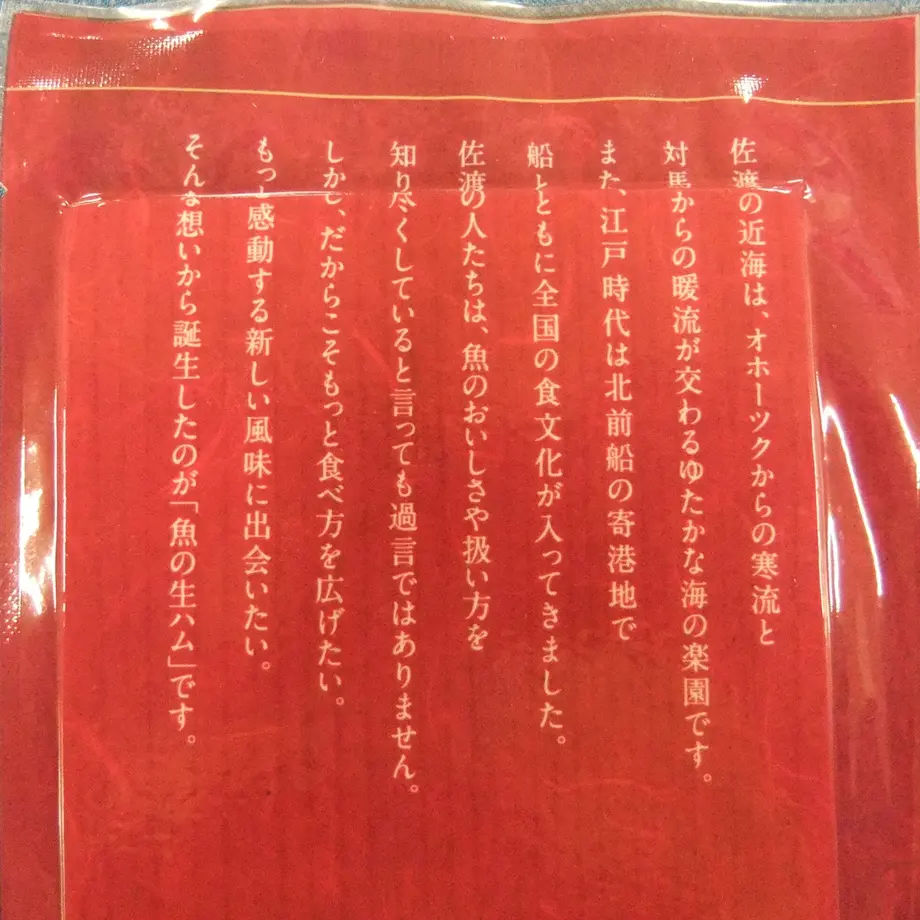 佐渡の近海は、オホーツクからの寒流と
対馬からの暖流が交わるゆたかな海の楽園です。
また、江戸時代は北前船の寄港地で
船とともに全国の食文化が入ってきました。
佐渡の人たちは、魚のおいしさや扱い方を
知り尽くしていると言っても過言ではありません。
しかし、だからこそもっと食べ方を広げたい。
もっと感動する新しい風味に出会いたい。
そんな想いから誕生したのが「魚の生ハム」です。